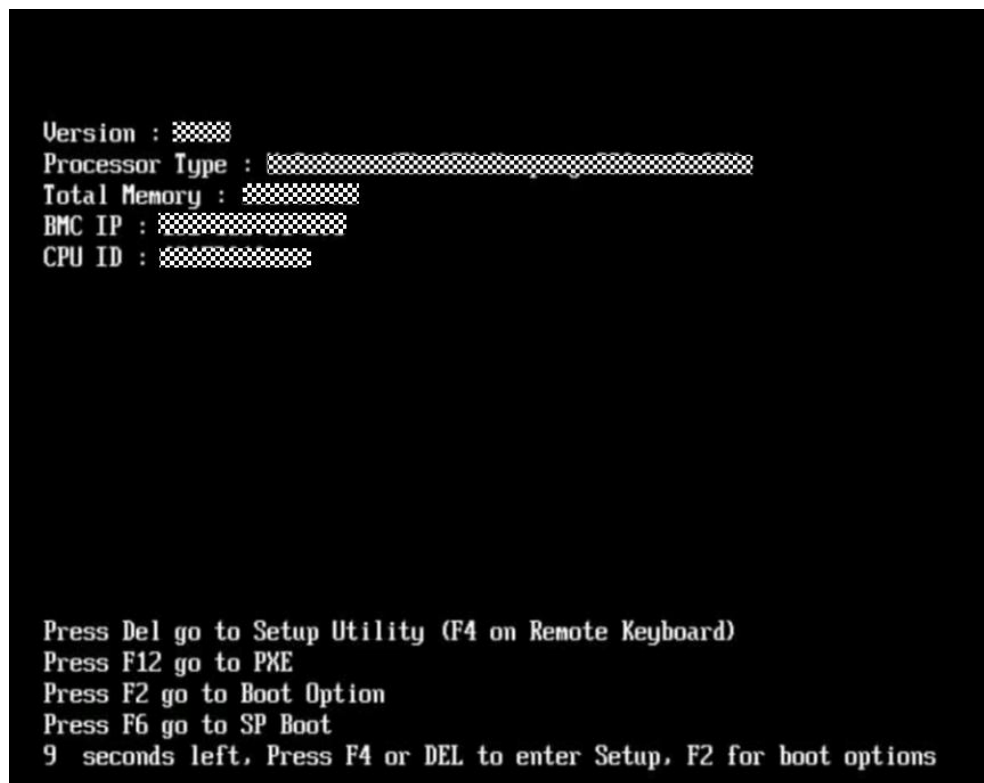 Version :
Processor Type :
Total Memory :
BMC IP :
CPU ID :
Press Del go to Setup Utility (F4 on Remote Keyboard)
Press F12 go to PXE
Press F2 go to Boot Option
Press F6 go to SP Boot
9 seconds left, Press F4 or DEL to enter Setup, F2 for boot options